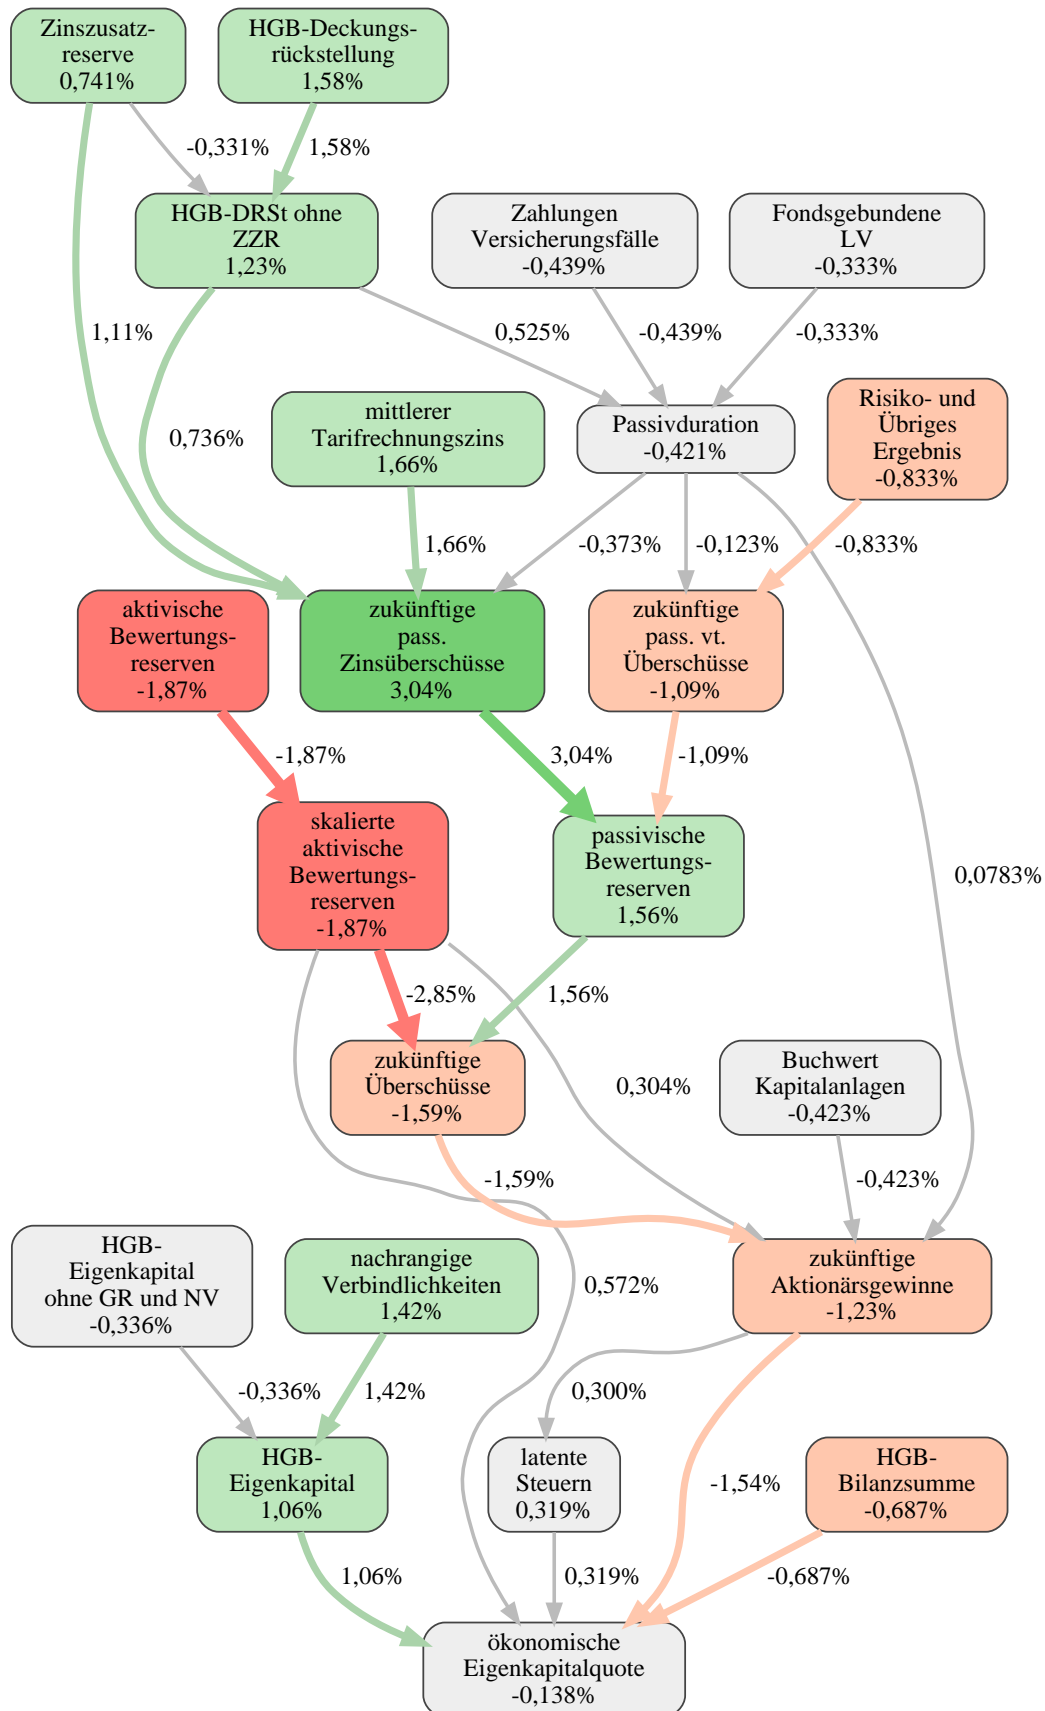 Zinszusatz-
reserve
0,741%
HGB-Deckungs-
rückstellung
1,58%
-0,331%
1,58%
HGB-DRSt ohne
ZZR
1,23%
Zahlungen
Versicherungsfälle
-0,439%
Fondsgebundene
LV
-0,333%
1,11%
0,525%
-0,439%
-0,333%
mittlerer
Tarifrechnungszins
1,66%
Passivduration
-0,421%
Risiko- und
Übriges
Ergebnis
-0,833%
0,736%
1,66%
-0,373%
-0,123%
-0,833%
aktivische
Bewertungs-
reserven
-1,87%
zukünftige
pass.
Zinsüberschüsse
3,04%
zukünftige
pass. vt.
Überschüsse
-1,09%
-1,87%
3,04%
-1,09%
skalierte
aktivische
Bewertungs-
reserven
-1,87%
passivische
Bewertungs-
reserven
1,56%
0,0783%
-2,85%
1,56%
zukünftige
Überschüsse
-1,59%
0,304%
Buchwert
Kapitalanlagen
-0,423%
-1,59%
-0,423%
HGB-
Eigenkapital
ohne GR und NV
-0,336%
nachrangige
Verbindlichkeiten
1,42%
0,572%
zukünftige
Aktionärsgewinne
-1,23%
-0,336%
1,42%
0,300%
HGB-
Eigenkapital
1,06%
latente
Steuern
0,319%
-1,54%
HGB-
Bilanzsumme
-0,687%
1,06%
0,319%
-0,687%
ökonomische
Eigenkapitalquote
-0,138%